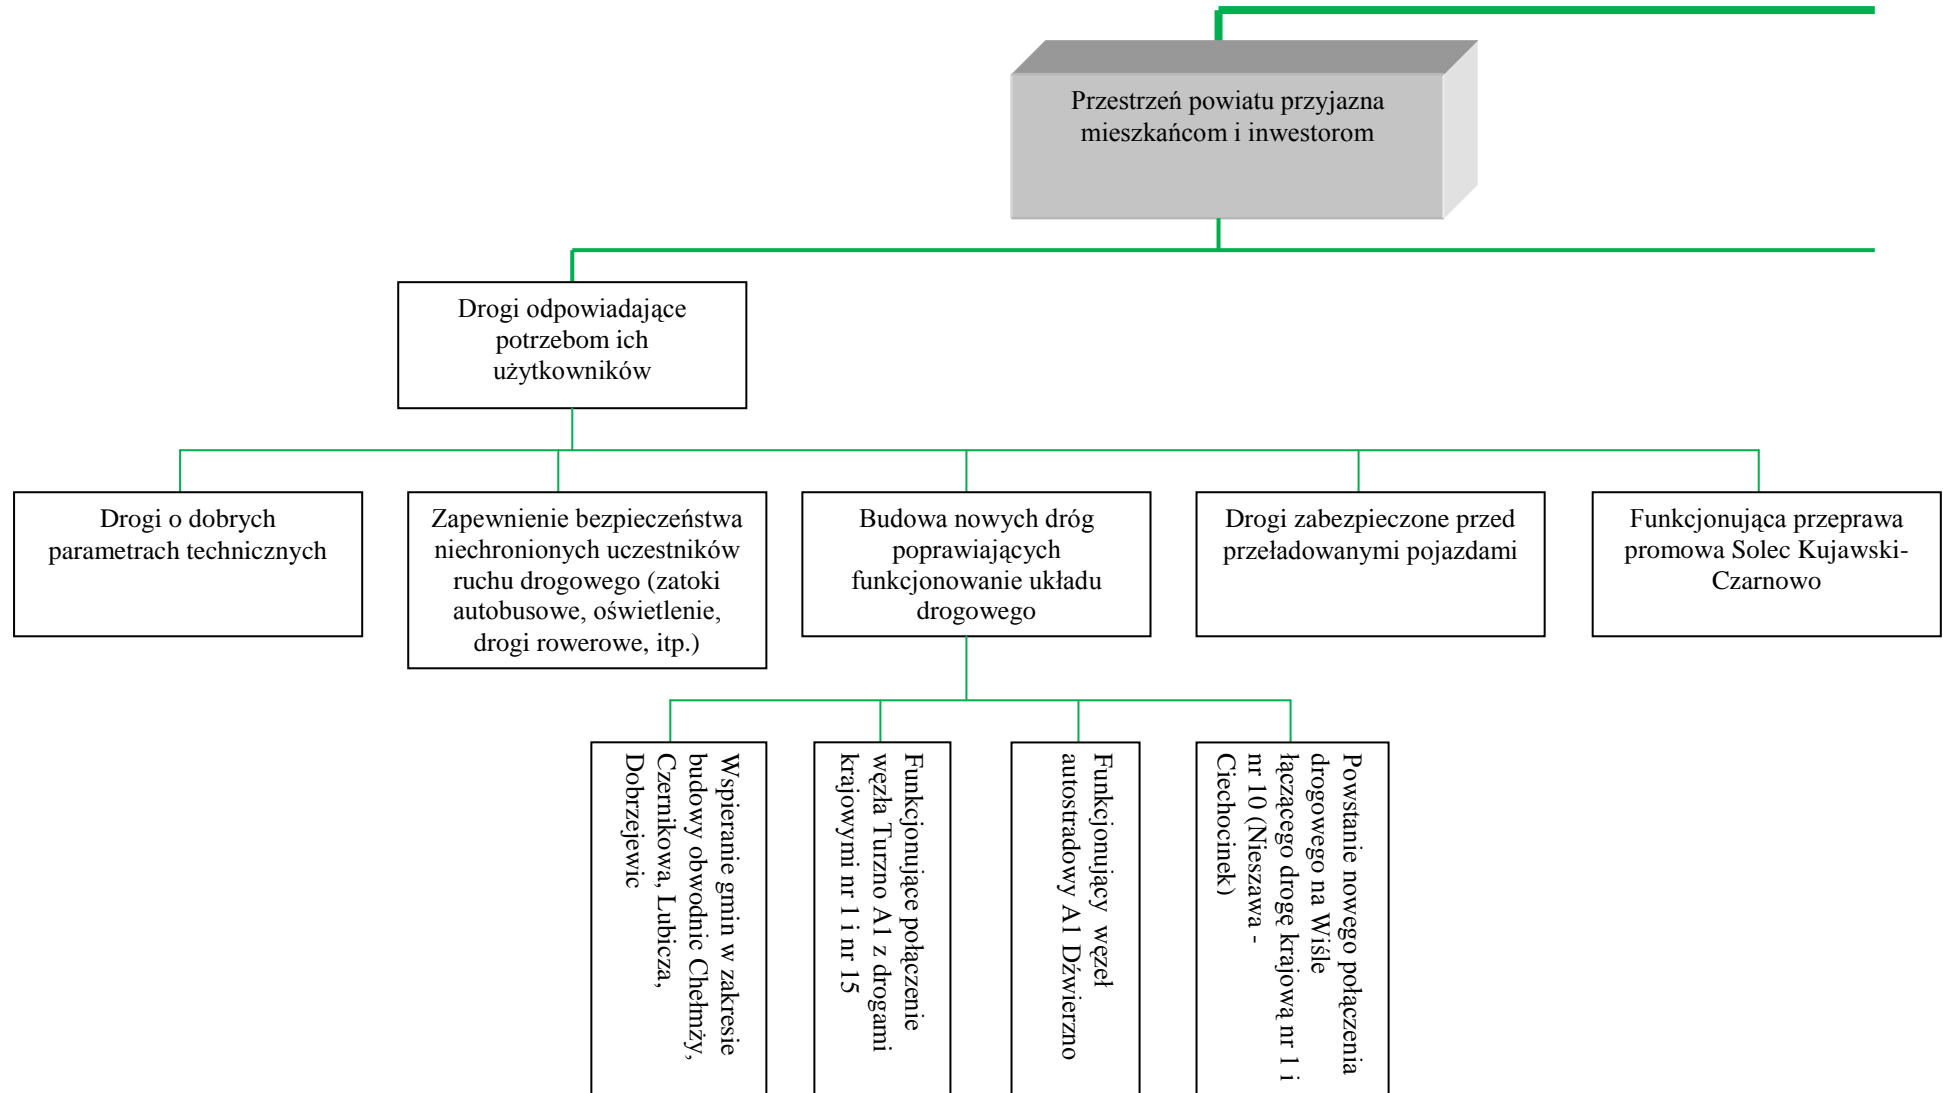 Przestrzeń powiatu przyjazna
mieszkańcom i inwestorom
Drogi odpowiadające
potrzebom ich
użytkowników
Drogi o dobrych
parametrach technicznych
Zapewnienie bezpieczeństwa
niechronionych uczestników
ruchu drogowego (zatoki
autobusowe, oświetlenie,
drogi rowerowe, itp.)
Budowa nowych dróg
poprawiających
funkcjonowanie układu
drogowego
Drogi zabezpieczone przed
przeładowanymi pojazdami
Funkcjonująca przeprawa
promowa Solec Kujawski-
Czarnowo
Wspieranie gmin w zakresie
budowy obwodnic Chełmży,
Czernikowa, Lubicza,
Dobrzejewic
Funkcjonujące połączenie
węzła Turzno A1 z drogami
krajowymi nr 1 i nr 15
Funkcjonujący węzeł
autostradowy A1 Dźwierzno
Powstanie nowego połączenia
drogowego na Wiśle
łączącego drogę krajową nr 1 i
nr 10 (Nieszawa -
Ciechocinek)